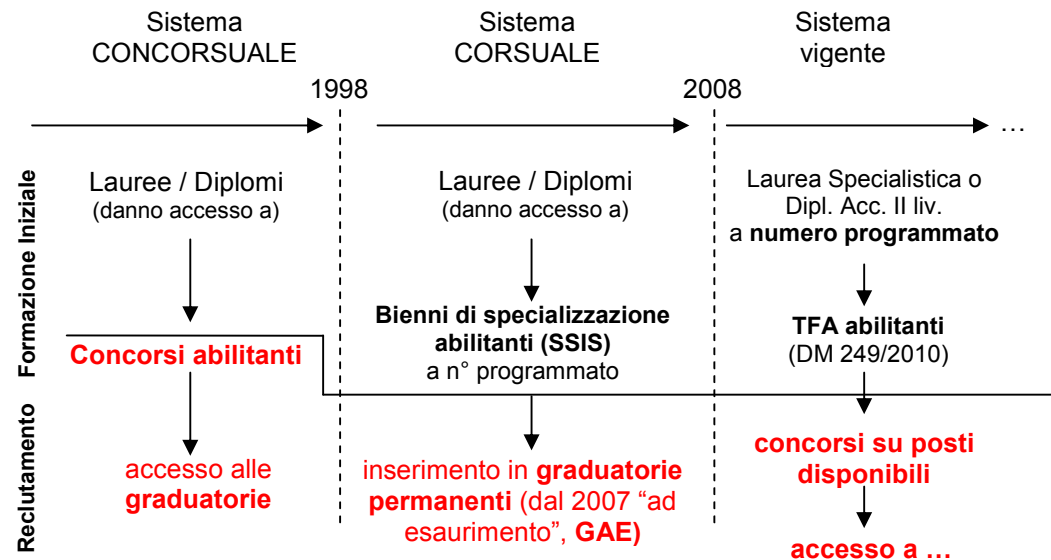 Sistema
CONCORSUALE
Sistema
CORSUALE
Sistema
vigente
1998
2008
…
Formazione Iniziale
Lauree / Diplomi
(danno accesso a)
Lauree / Diplomi
(danno accesso a)
Laurea Specialistica o
Dipl. Acc. II liv.
a numero programmato
Concorsi abilitanti
Bienni di specializzazione
abilitanti (SSIS)
a n° programmato
TFA abilitanti
(DM 249/2010)
Reclutamento
accesso alle
graduatorie
inserimento in graduatorie
permanenti (dal 2007 “ad
esaurimento”, GAE)
concorsi su posti
disponibili
accesso a …